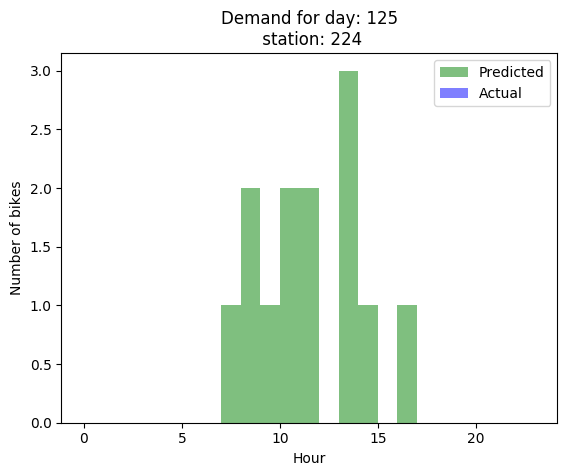 Demand for day: 125
station: 224
Predicted
Actual
Number of bikes
3.0
2.5
2.0
1.5
1.0
0.5
0.0
0 5 10 15 20
Hour